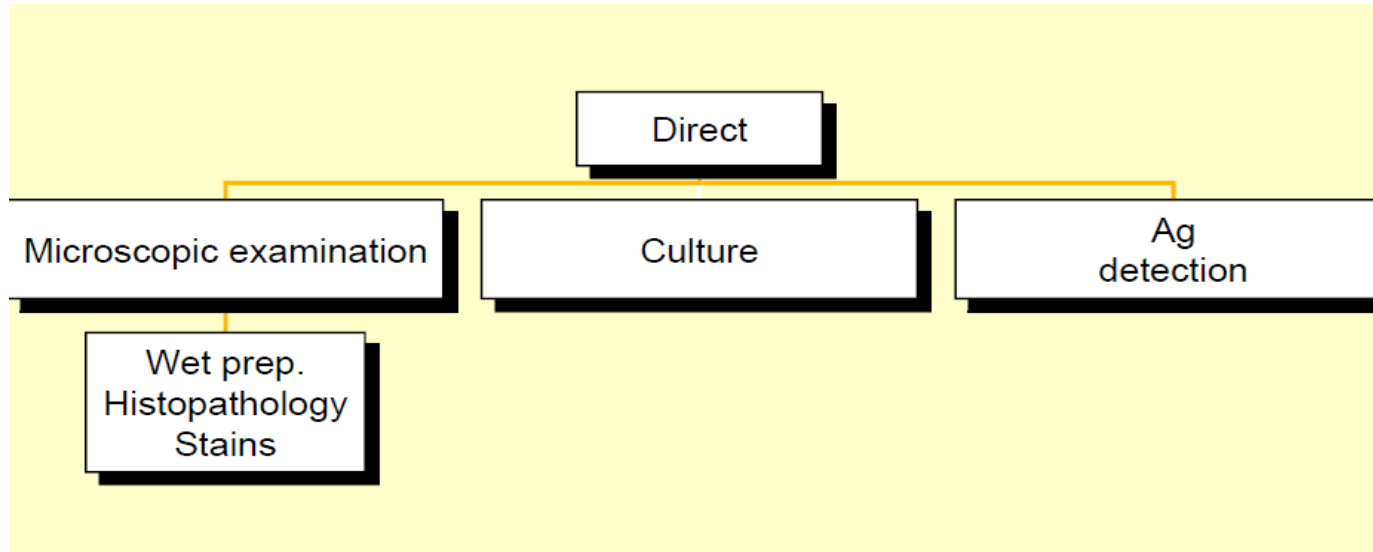 Direct
Microscopic examination
Culture
Ag
detection
Wet prep.
Histopathology
Stains